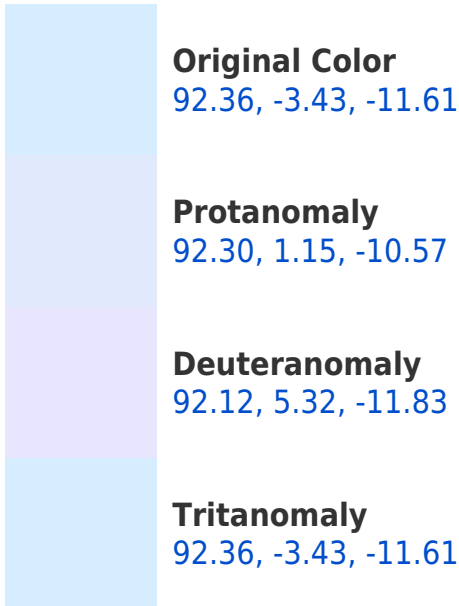 Original Color
92.36, -3.43, -11.61
Protanomaly
92.30, 1.15, -10.57
Deuteranomaly
92.12, 5.32, -11.83
Tritanomaly
92.36, -3.43, -11.61